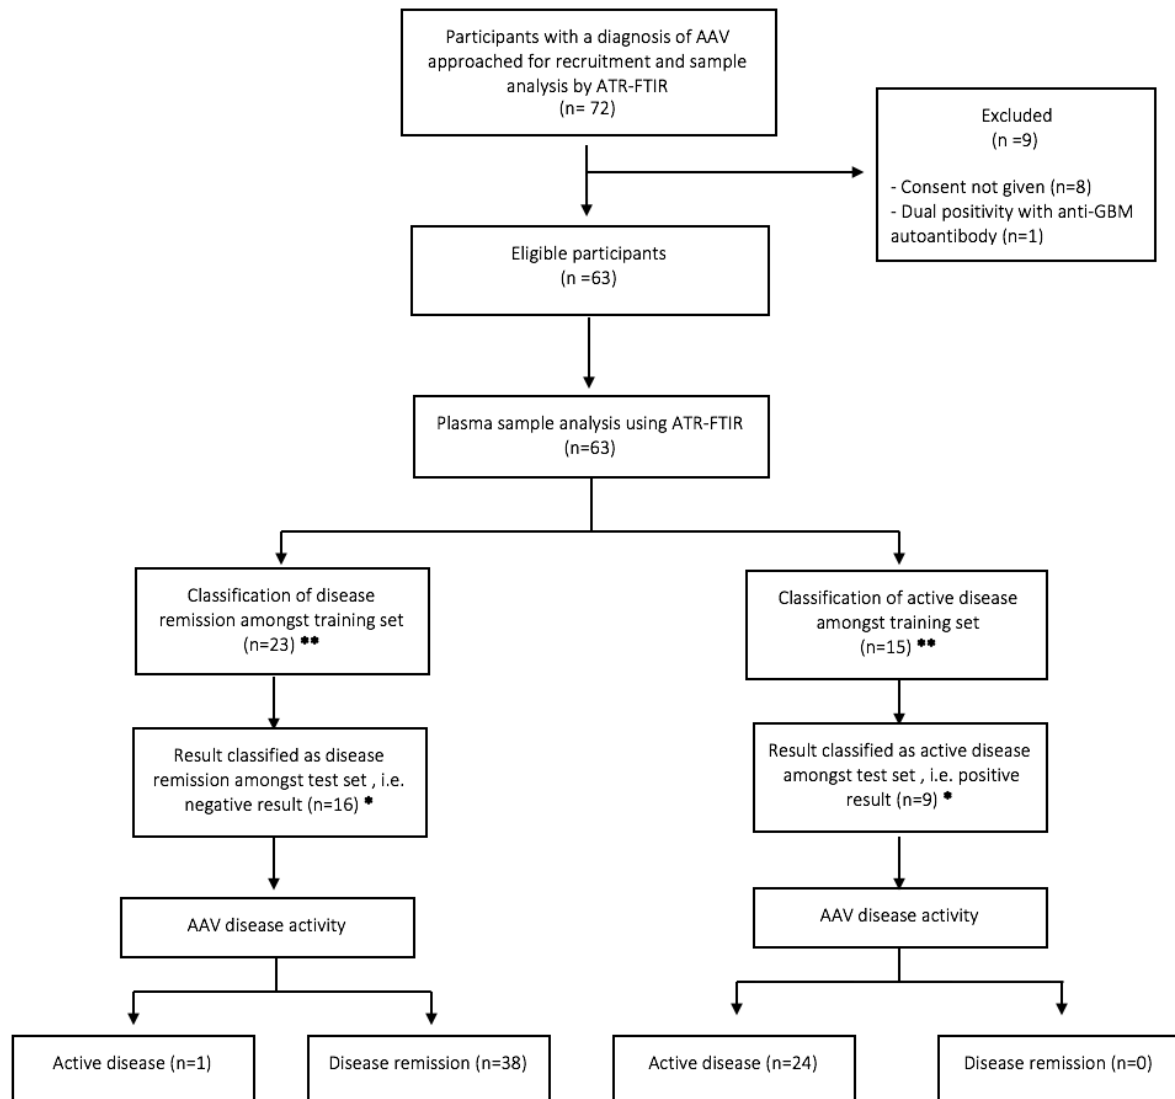 Participants with a diagnosis of AAV
approached for recruitment and sample
analysis by ATR-FTIR
(n= 72)
Excluded
(n =9)
- Consent not given (n=8)
- Dual positivity with anti-GBM
autoantibody (n=1)
Eligible participants
(n =63)
Plasma sample analysis using ATR-FTIR
(n=63)
Classification of disease
remission amongst training set
(n=23) **
Classification of active disease
amongst training set
(n=15) **
Result classified as disease
remission amongst test set , i.e.
negative result (n=16) *
Result classified as active disease
amongst test set , i.e. positive
result (n=9) *
AAV disease activity
AAV disease activity
Active disease (n=1)
Disease remission (n=38)
Active disease (n=24)
Disease remission (n=0)